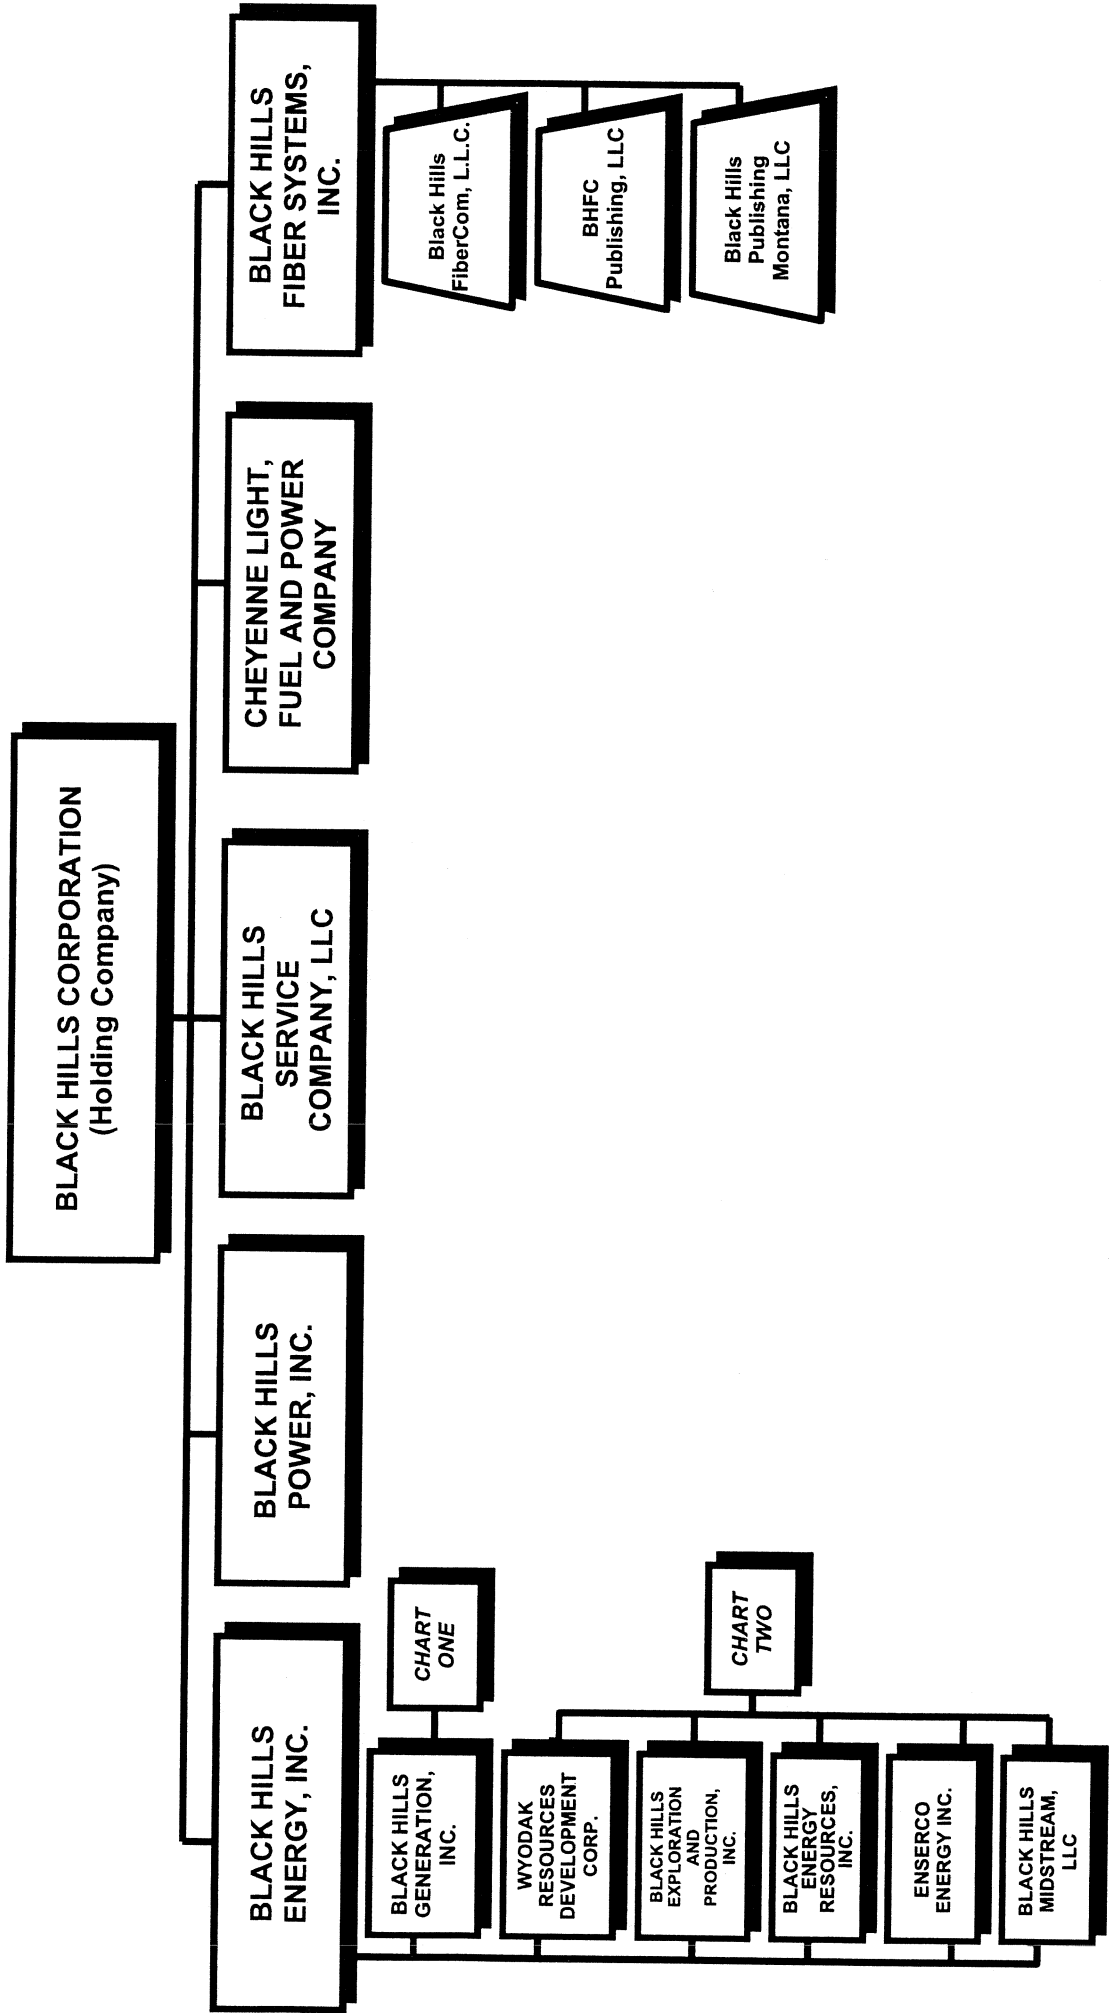 BLACK HILLS CORPORATION
(Holding Company)
BLACK HILLS
ENERGY, INC.
BLACK HILLS
POWER, INC.
BLACK HILLS
SERVICE
COMPANY, LLC
CHEYENNE LIGHT,
FUEL AND POWER
COMPANY
BLACK HILLS
FIBER SYSTEMS,
INC.
BLACK HILLS
GENERATION,
INC.
CHART
ONE
WYODAK
RESOURCES
DEVELOPMENT
CORP.
BLACK HILLS
EXPLORATION
AND
PRODUCTION,
INC.
CHART
TWO
BLACK HILLS
ENERGY
RESOURCES,
INC.
ENSERCO
ENERGY INC.
BLACK HILLS
MIDSTREAM,
LLC
Black Hills
FiberCom, L.L.C.
BHFC
Publishing, LLC
Black Hills
Publishing
Montana, LLC